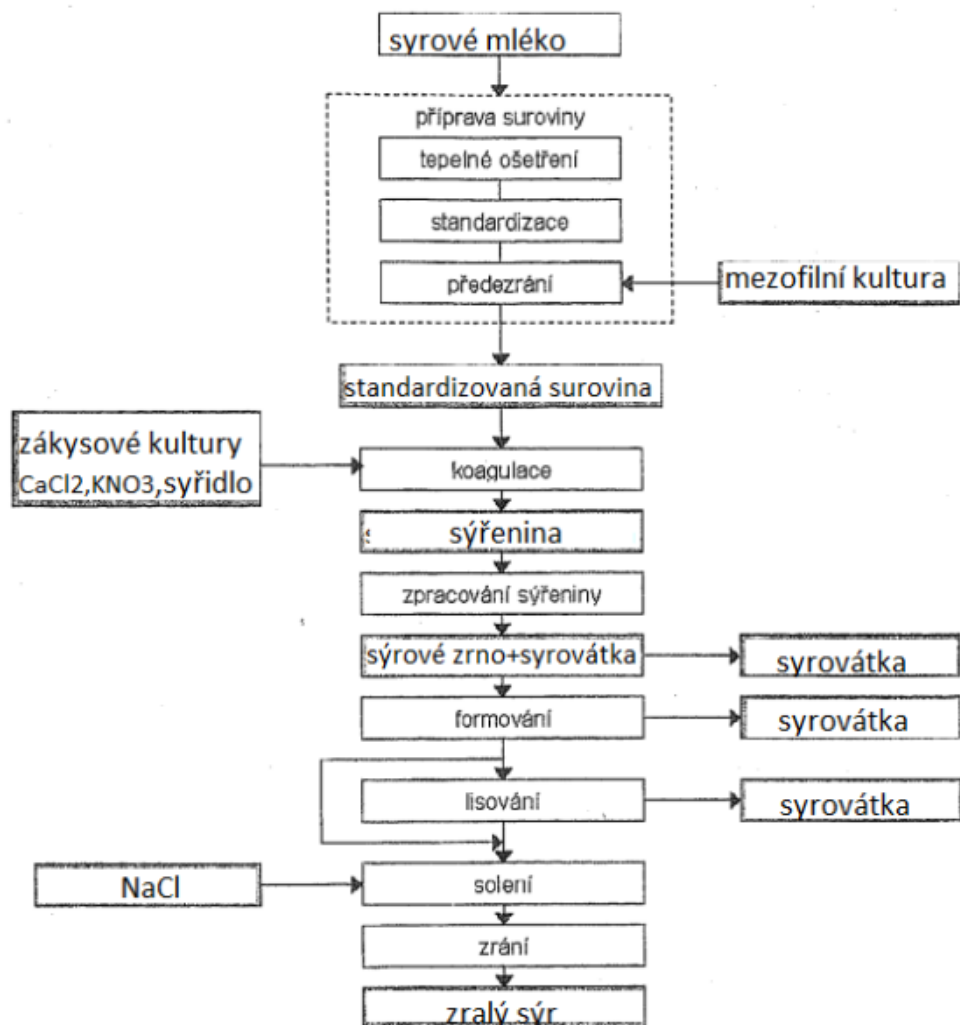 syrové mléko
příprava suroviny
tepelné ošetření
standardizace
předezrání
mezofilní kultura
standardizovaná surovina
zákysové kultury
CaCl2,KNO3,syřidlo
koagulace
sýřenina
zpracování sýřeniny
sýrové zrno+syrovátka
syrovátka
formování
syrovátka
lisování
syrovátka
NaCl
solení
zrání
zralý sýr